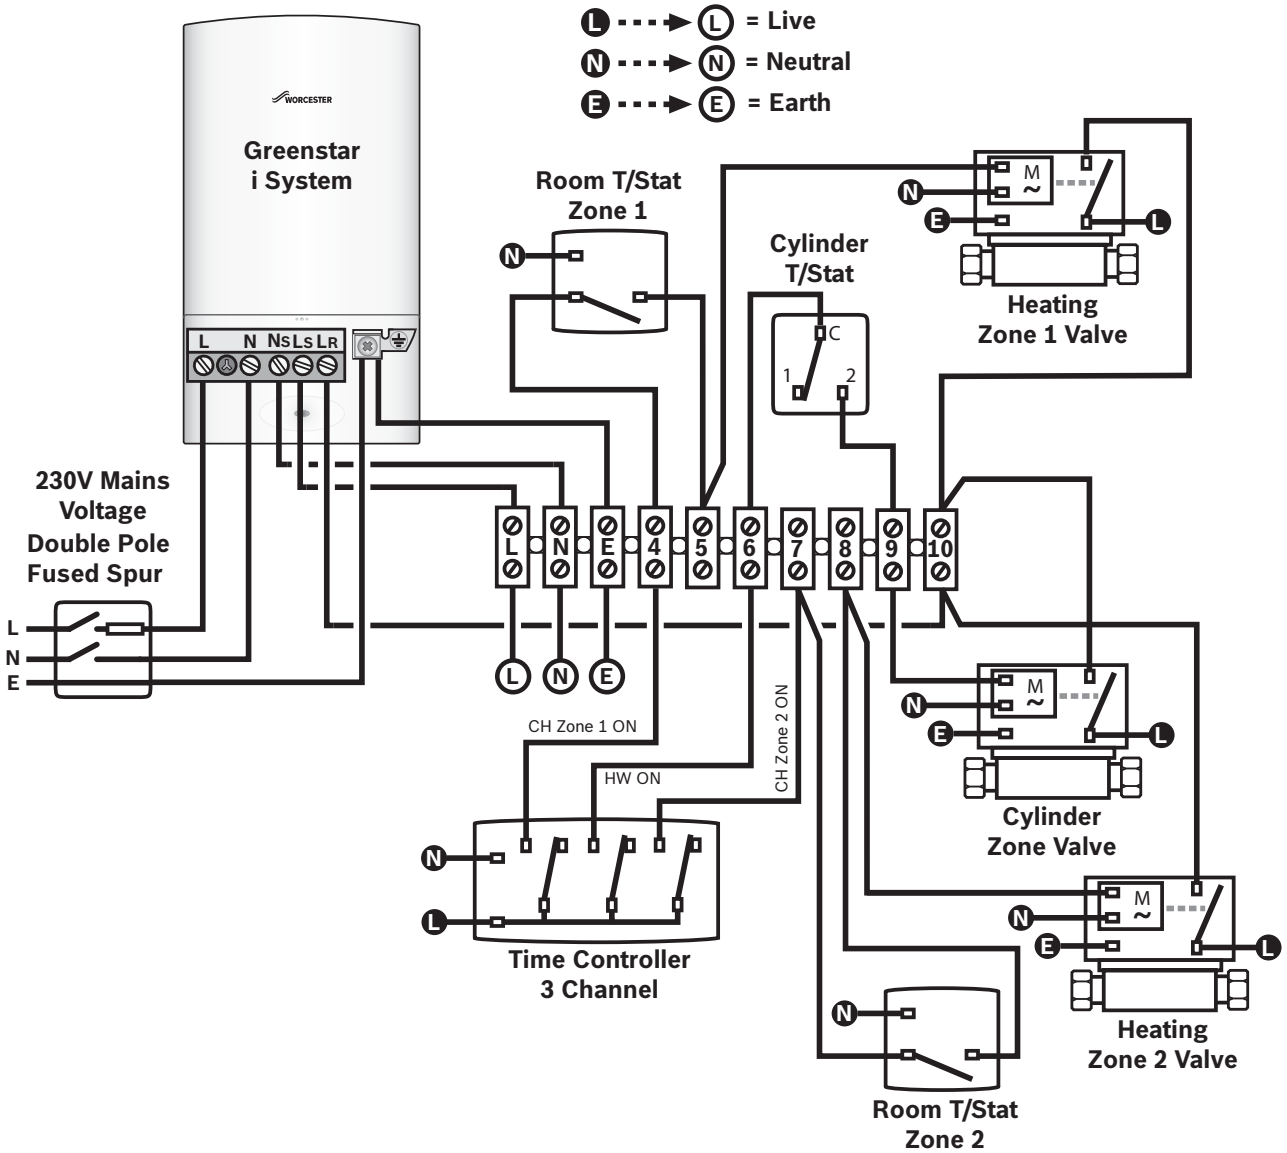 L L = Live
N N = Neutral
E E = Earth
WORCESTER
Greenstar
i System
L N Ns Ls LR
Room T/Stat
Zone 1
N
Cylinder
T/Stat
C
1 2
M
~
N
E
L
Heating
Zone 1 Valve
230V Mains
Voltage
Double Pole
Fused Spur
L
N
E
L N E 4 5 6 7 8 9 10
L N E
CH Zone 1 ON
HW ON
CH Zone 2 ON
M
~
N
E
L
Cylinder
Zone Valve
N
L
Time Controller
3 Channel
M
~
N
E
L
Heating
Zone 2 Valve
N
Room T/Stat
Zone 2